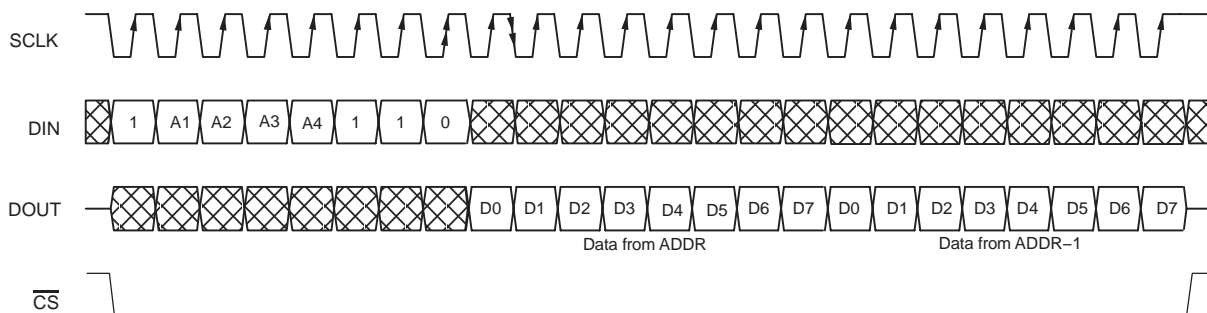 SCLK
DIN 1 A1 A2 A3 A4 1 1 0
DOUT D0 D1 D2 D3 D4 D5 D6 D7 D0 D1 D2 D3 D4 D5 D6 D7
Data from ADDR Data from ADDR−1
CS